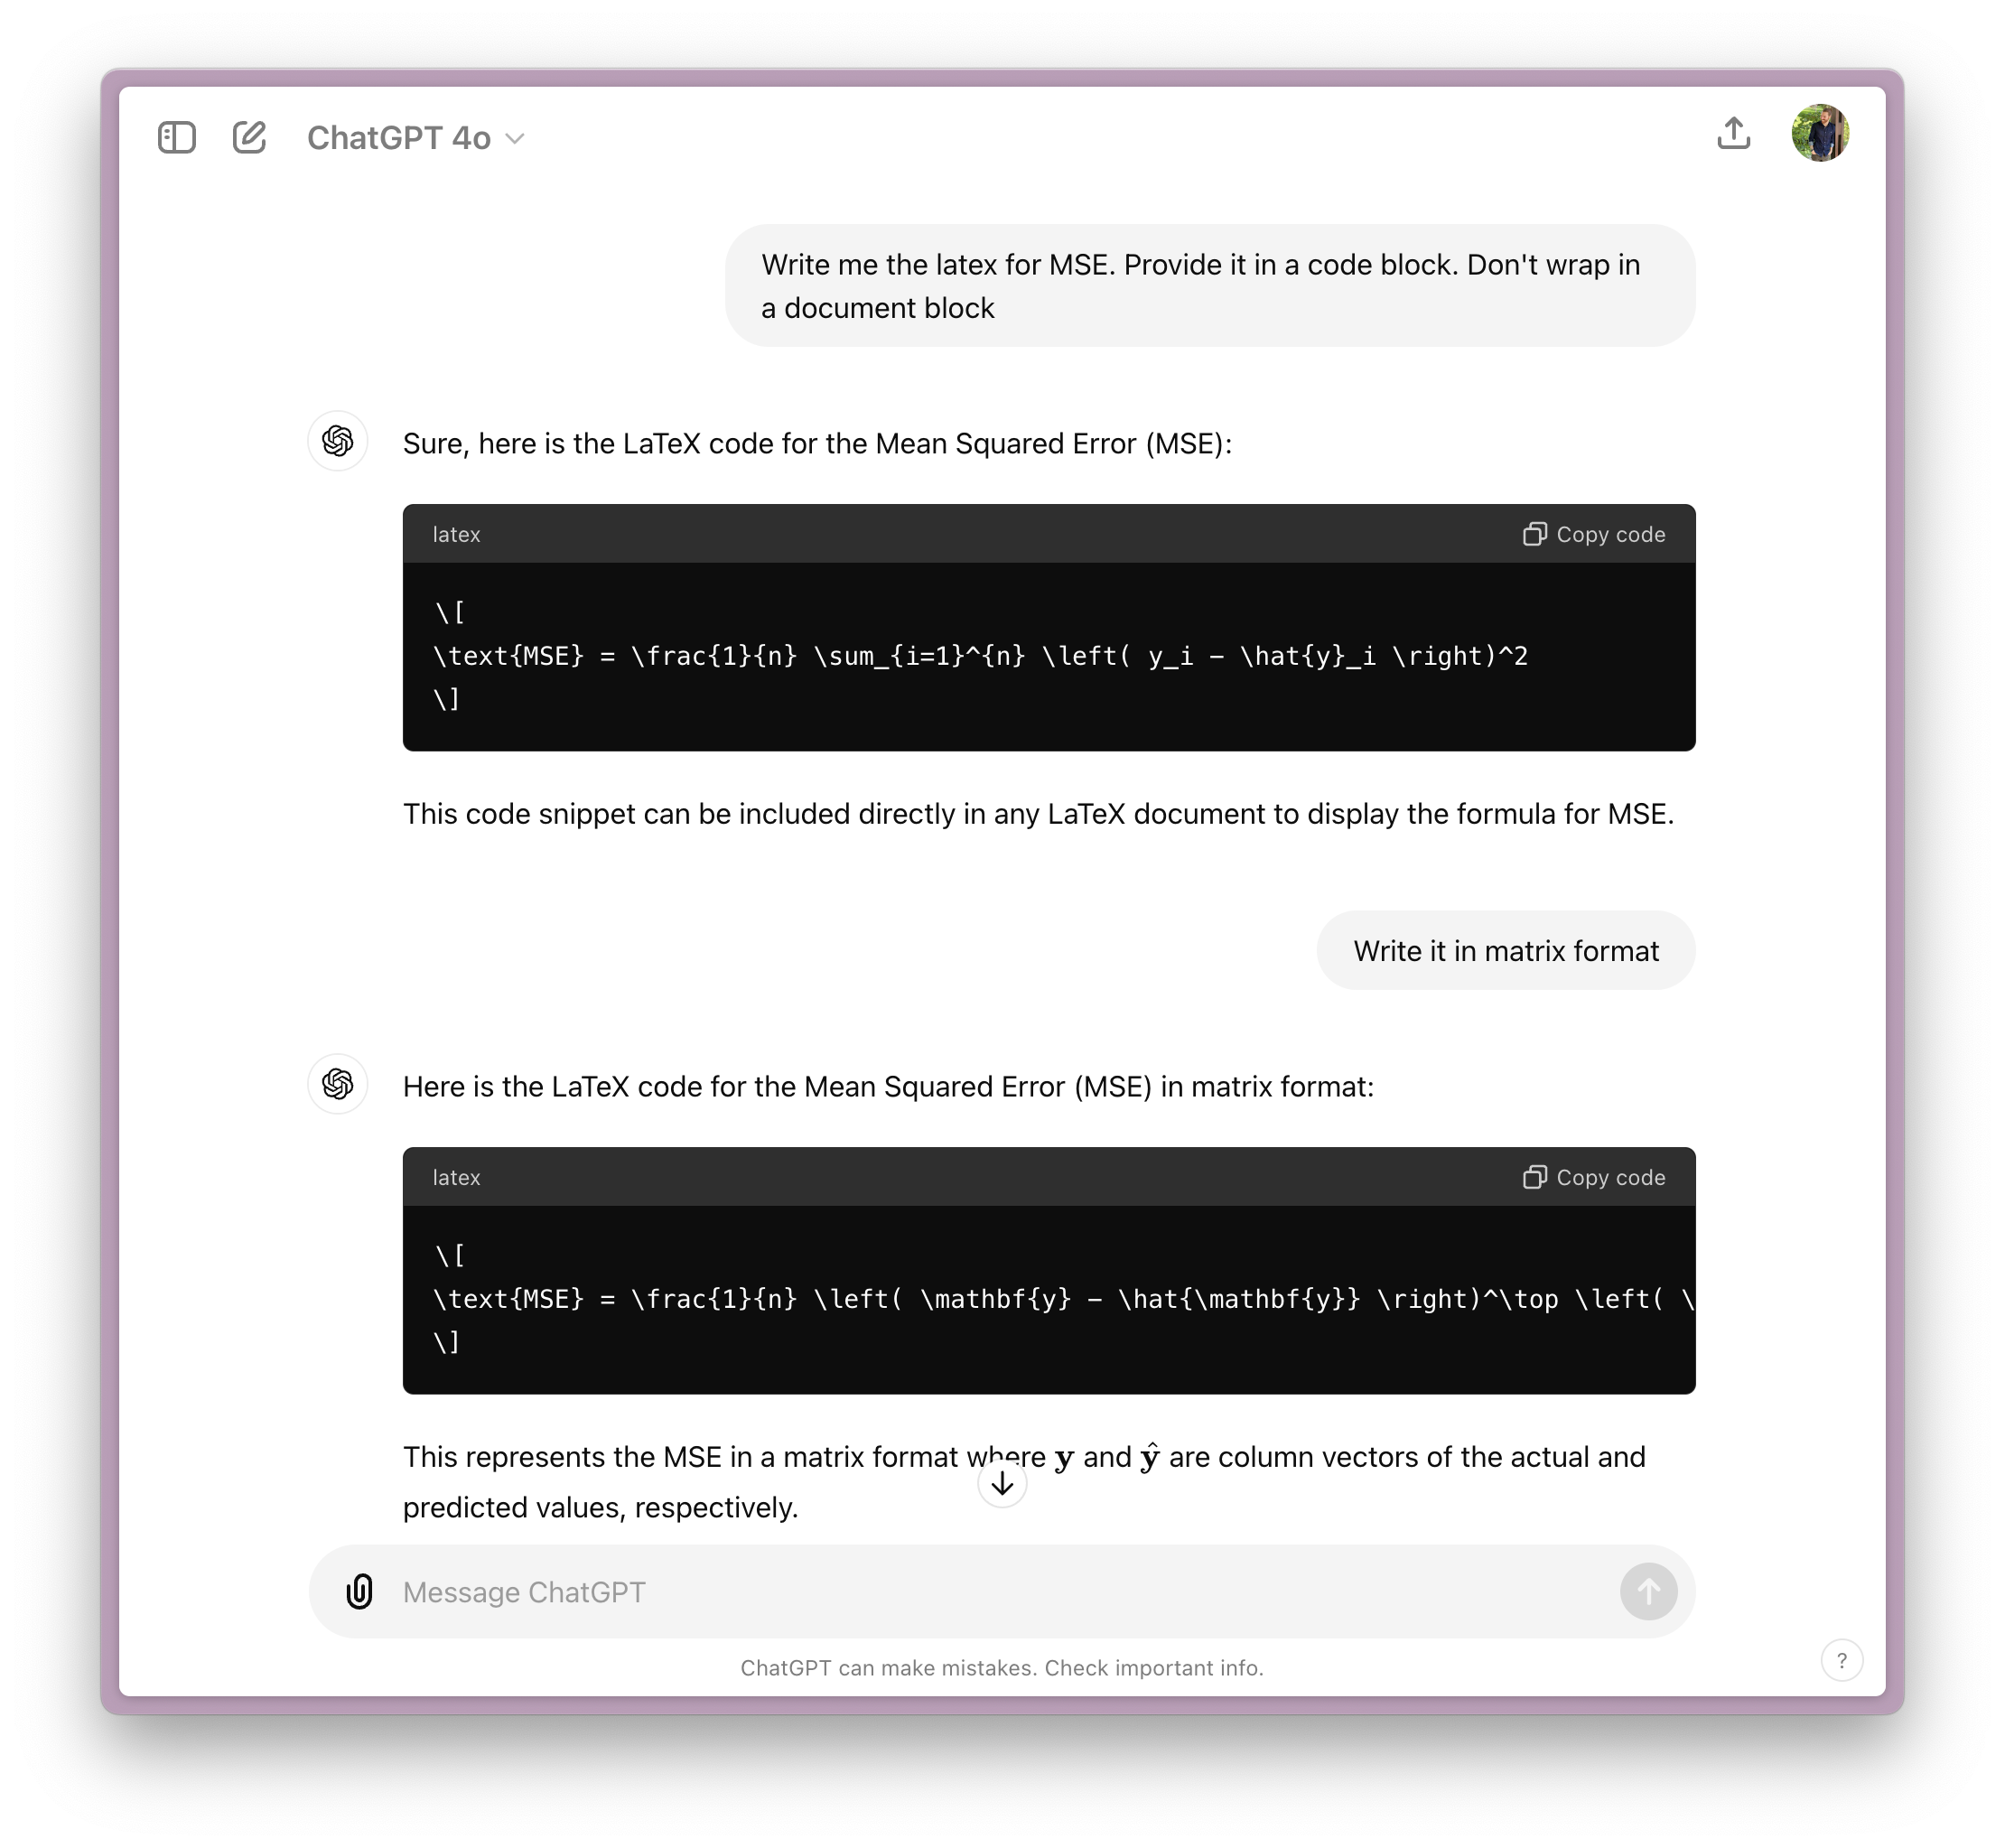 ChatGPT 4o
Write me the latex for MSE. Provide it in a code block. Don't wrap in
a document block
Sure, here is the LaTeX code for the Mean Squared Error (MSE):
latex
Copy code
\[
\text{MSE} = \frac{1}{n} \sum_{i=1}^{n} \left( y_i - \hat{y}_i \right)^2
\]
This code snippet can be included directly in any LaTeX document to display the formula for MSE.
Write it in matrix format
Here is the LaTeX code for the Mean Squared Error (MSE) in matrix format:
latex
Copy code
\[
\text{MSE} = \frac{1}{n} \left( \mathbf{y} - \hat{\mathbf{y}} \right)^\top \left( \
\]
This represents the MSE in a matrix format where y and ŷ are column vectors of the actual and
predicted values, respectively.
Message ChatGPT
ChatGPT can make mistakes. Check important info.
?